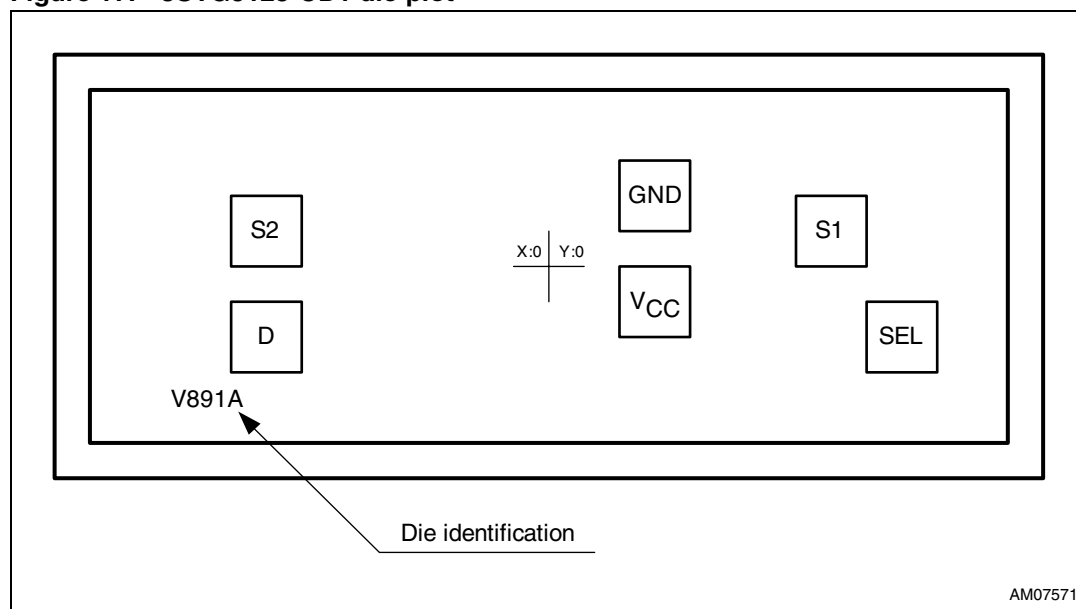 GND
S2
S1
X:0 Y:0
VCC
D
SEL
V891A
Die identification
AM07571